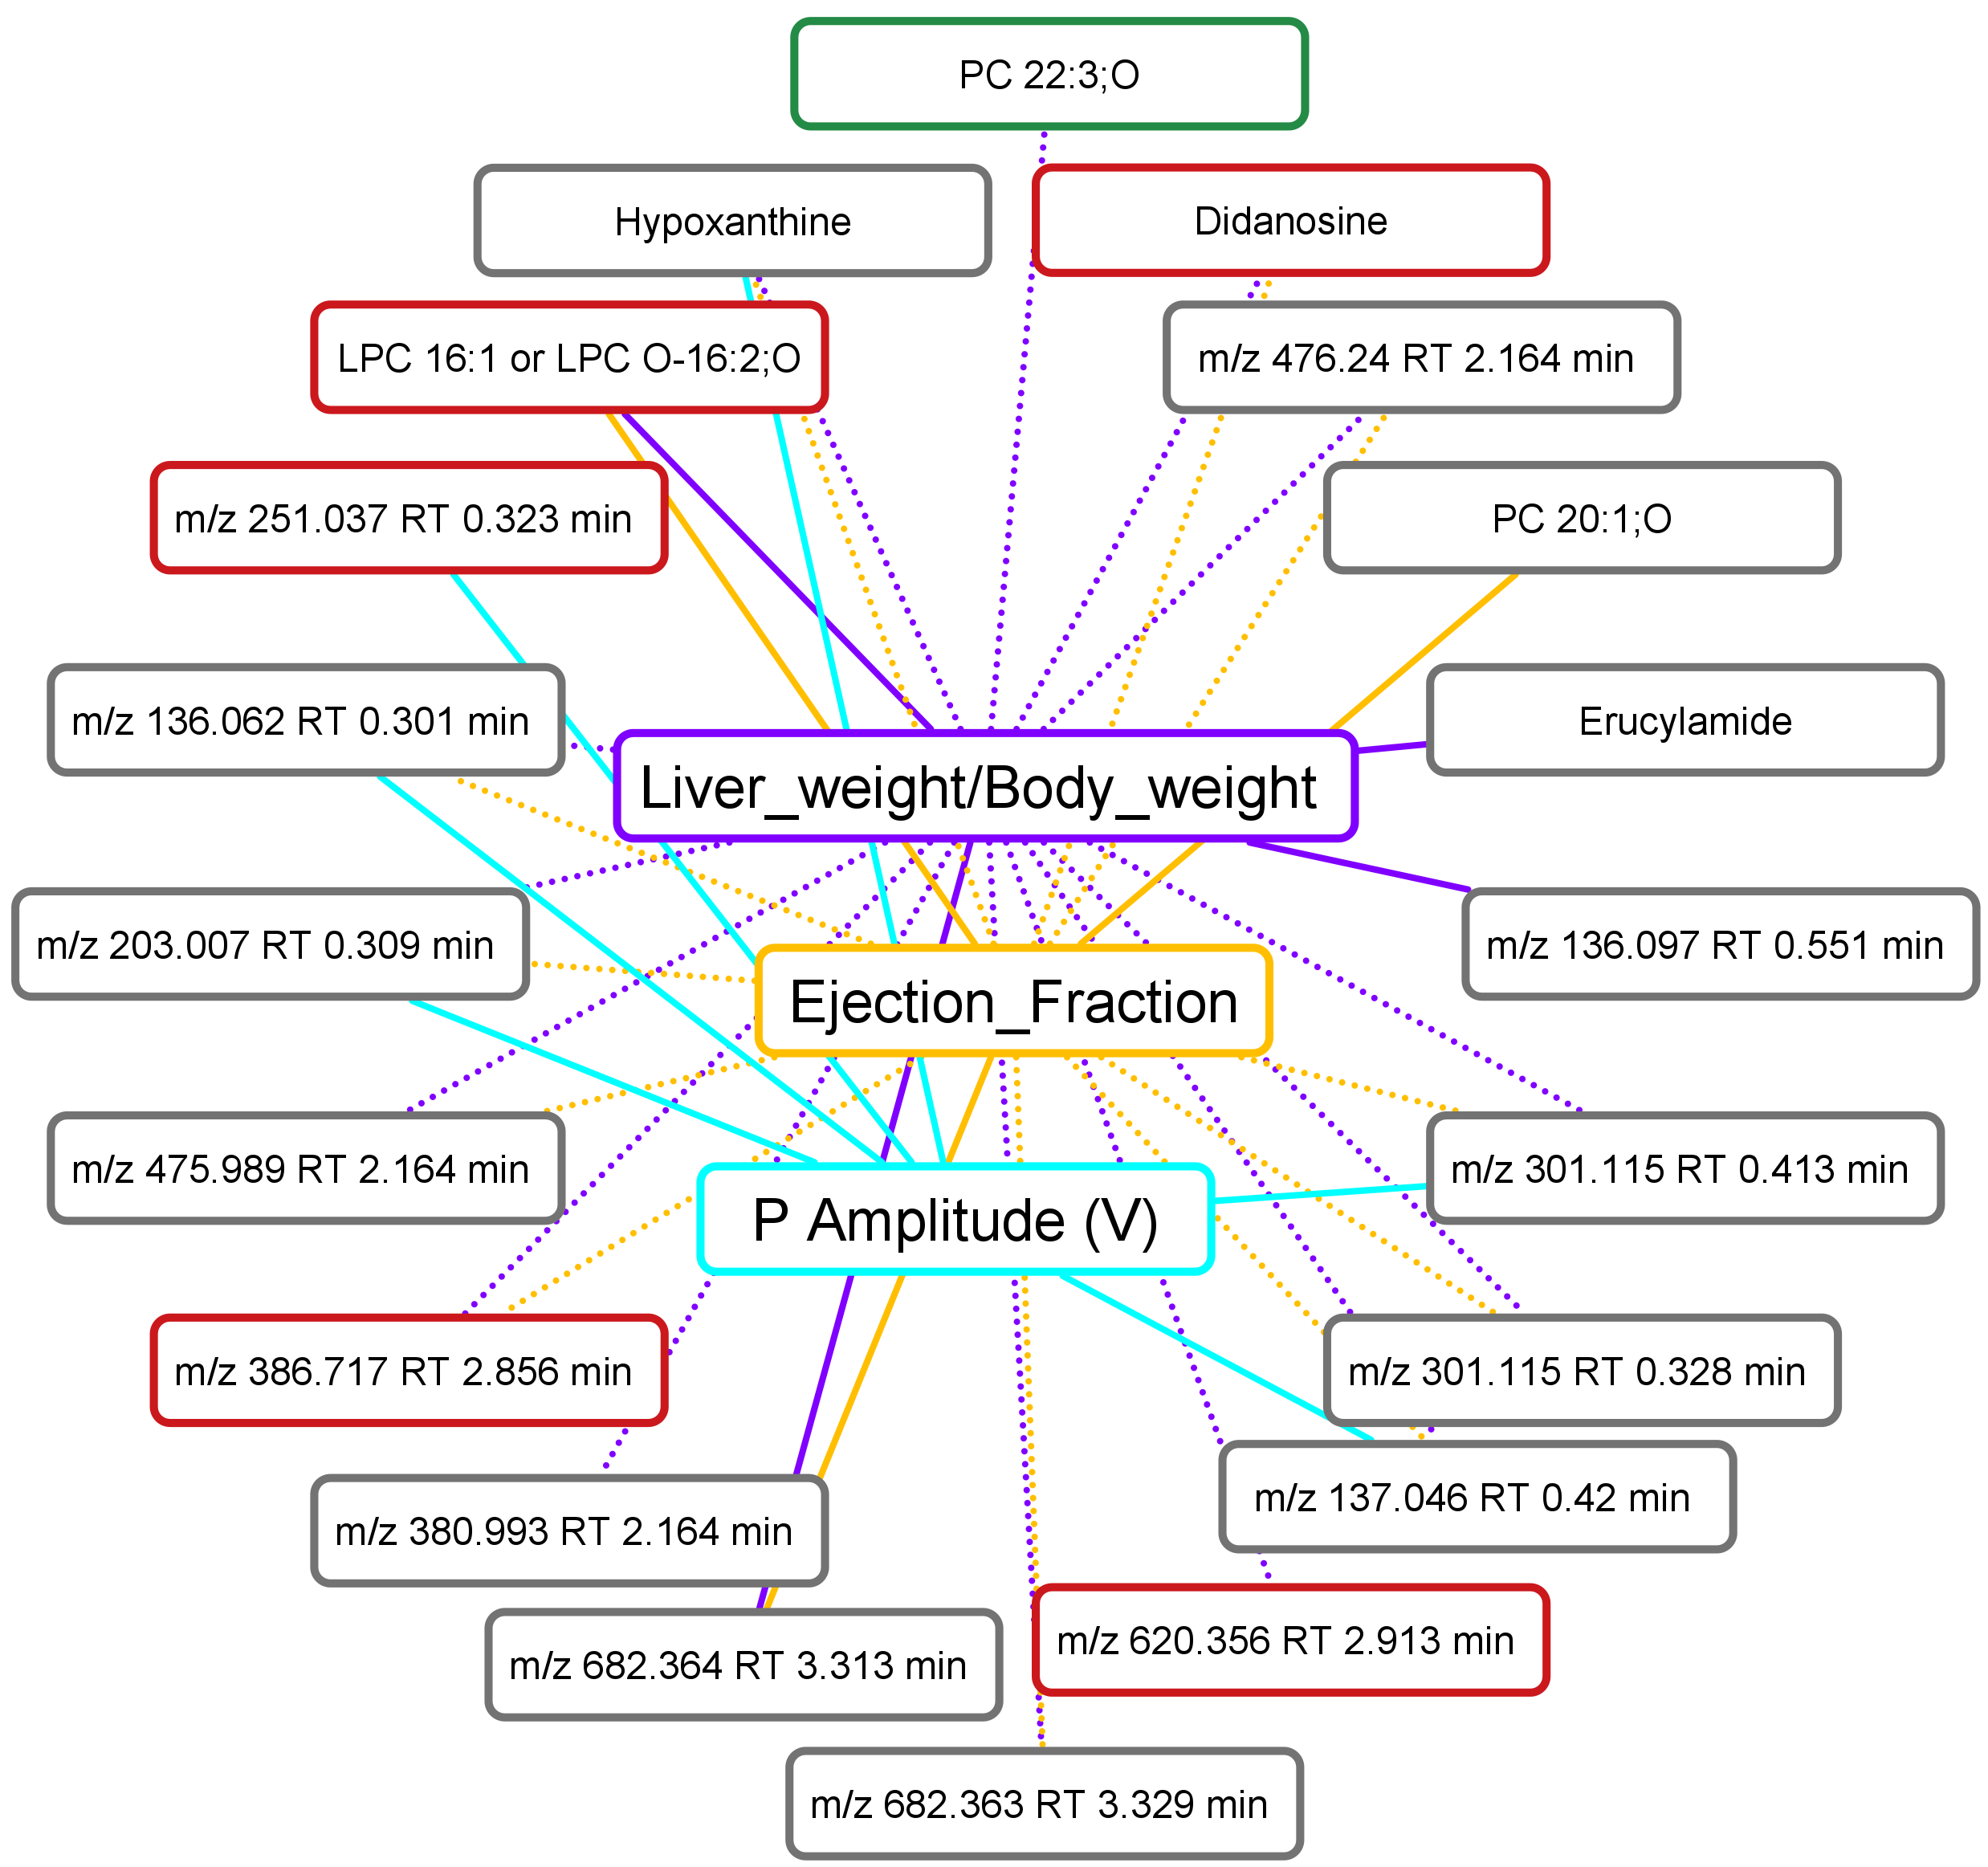 PC 22:3;O
Hypoxanthine
Didanosine
LPC 16:1 or LPC O-16:2;O
m/z 476.24 RT 2.164 min
m/z 251.037 RT 0.323 min
PC 20:1;O
m/z 136.062 RT 0.301 min
Erucylamide
Liver_weight/Body_weight
m/z 203.007 RT 0.309 min
m/z 136.097 RT 0.551 min
Ejection_Fraction
m/z 475.989 RT 2.164 min
m/z 301.115 RT 0.413 min
P Amplitude (V)
m/z 386.717 RT 2.856 min
m/z 301.115 RT 0.328 min
m/z 137.046 RT 0.42 min
m/z 380.993 RT 2.164 min
m/z 620.356 RT 2.913 min
m/z 682.364 RT 3.313 min
m/z 682.363 RT 3.329 min